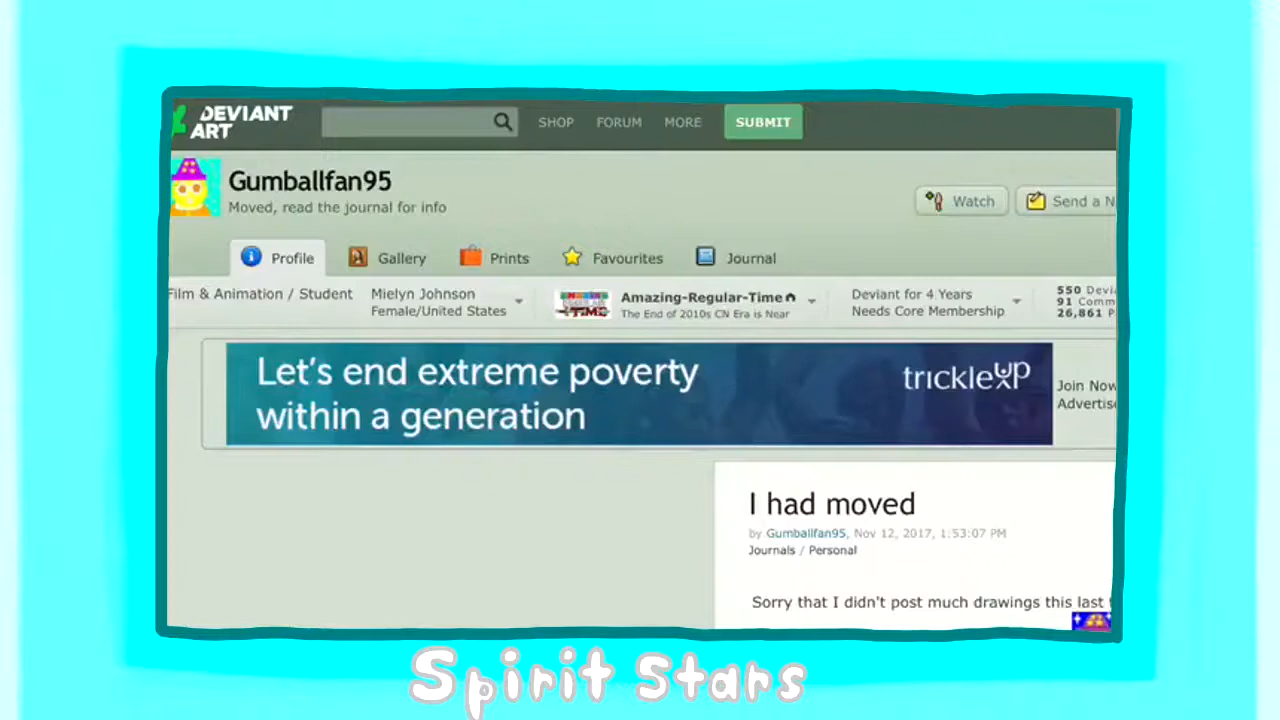 DEVIANT
ART
SHOP FORUM MORE SUBMIT
Gumballfan95
Moved, read the journal for info
Watch Send a N
Profile Gallery Prints Favourites Journal
Film & Animation / Student
Mielyn Johnson
Female/United States
Amazing-Regular-Time
The End of 2010s CN Era is Near
Deviant for 4 Years
Needs Core Membership
550 Devi
91 Comm
26,861 P
Let's end extreme poverty
within a generation
trickleup
Join Now
Advertise
I had moved
by Gumballfan95, Nov 12, 2017, 1:53:07 PM
Journals / Personal
Sorry that I didn't post much drawings this last
Spirit Stars